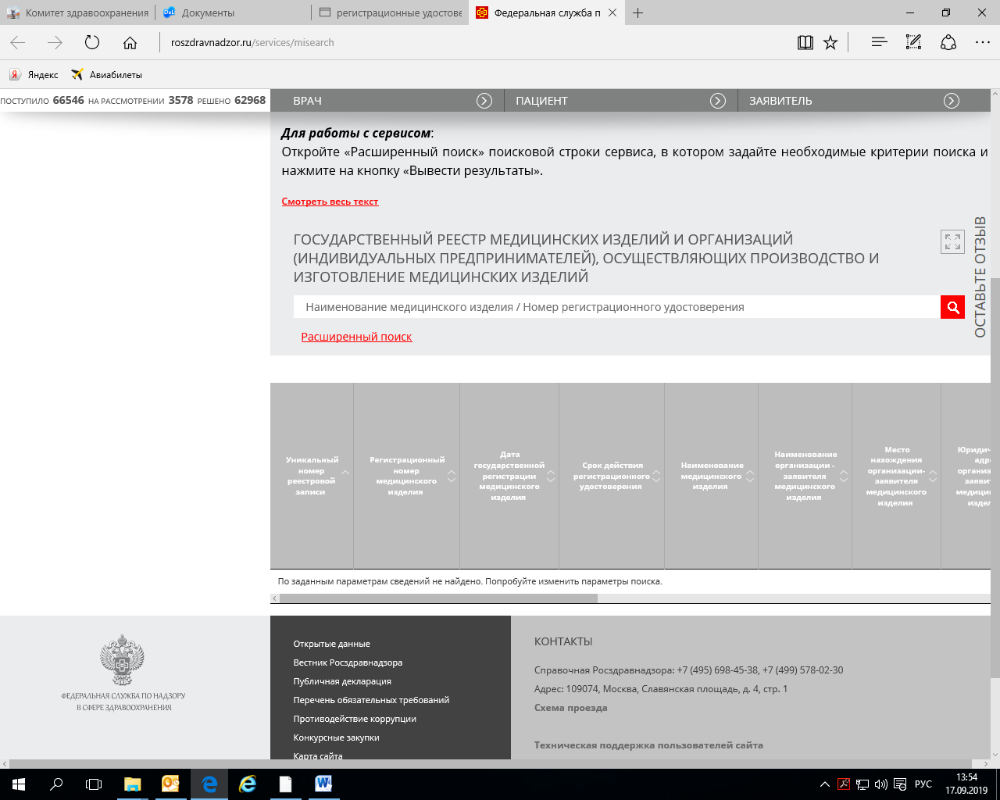 Комитет здравоохранения
Документы
регистрационные удостове
Федеральная служба п
roszdravnadzor.ru/services/misearch
Яндекс
Авиабилеты
ПОСТУПИЛО 66546 НА РАССМОТРЕНИИ 3578 РЕШЕНО 62968
ВРАЧ
ПАЦИЕНТ
ЗАЯВИТЕЛЬ
Для работы с сервисом:
Откройте «Расширенный поиск» поисковой строки сервиса, в котором задайте необходимые критерии поиска и
нажмите на кнопку «Вывести результаты».
Смотреть весь текст
ОСТАВЬТЕ ОТЗЫВ
ГОСУДАРСТВЕННЫЙ РЕЕСТР МЕДИЦИНСКИХ ИЗДЕЛИЙ И ОРГАНИЗАЦИЙ
(ИНДИВИДУАЛЬНЫХ ПРЕДПРИНИМАТЕЛЕЙ), ОСУЩЕСТВЛЯЮЩИХ ПРОИЗВОДСТВО И
ИЗГОТОВЛЕНИЕ МЕДИЦИНСКИХ ИЗДЕЛИЙ
Наименование медицинского изделия / Номер регистрационного удостоверения
Расширенный поиск
Уникальный
номер
реестровой
записи
Регистрационный
номер
медицинского
изделия
Дата
государственной
регистрации
медицинского
изделия
Срок действия
регистрационного
удостоверения
Наименование
медицинского
изделия
Наименование
организации -
заявителя
медицинского
изделия
Место
нахождения
организации-
заявителя
медицинского
изделия
Юридич
адре
организ
заявит
медицин
издел
По заданным параметрам сведений не найдено. Попробуйте изменить параметры поиска.
ФЕДЕРАЛЬНАЯ СЛУЖБА ПО НАДЗОРУ
В СФЕРЕ ЗДРАВООХРАНЕНИЯ
Открытые данные
Вестник Росздравнадзора
Публичная декларация
Перечень обязательных требований
Противодействие коррупции
Конкурсные закупки
Карта сайта
КОНТАКТЫ
Справочная Росздравнадзора: +7 (495) 698-45-38, +7 (499) 578-02-30
Адрес: 109074, Москва, Славянская площадь, д. 4, стр. 1
Схема проезда
Техническая поддержка пользователей сайта
РУС
13:54
17.09.2019